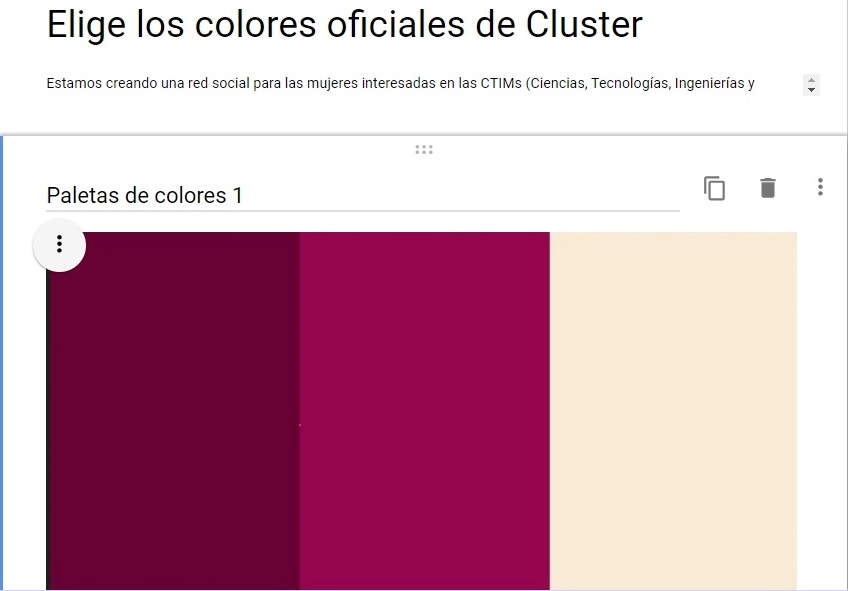 Elige los colores oficiales de Cluster
Estamos creando una red social para las mujeres interesadas en las CTIMs (Ciencias, Tecnologías, Ingenierías y
Paletas de colores 1